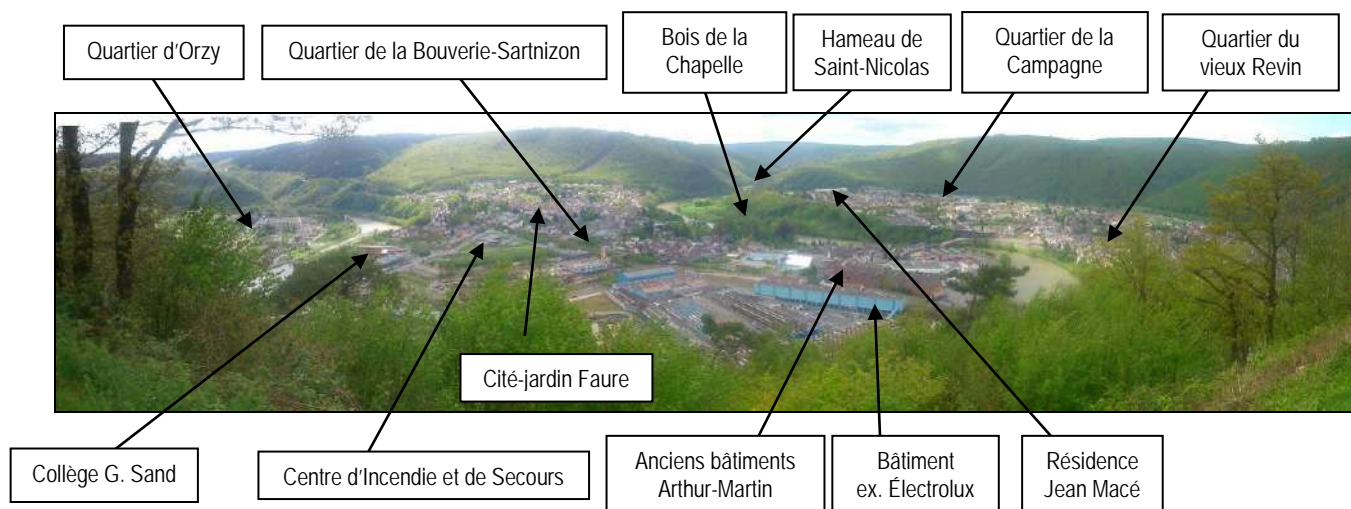 Quartier d'Orzy
Quartier de la Bouverie-Sartnizon
Bois de la
Chapelle
Hameau de
Saint-Nicolas
Quartier de la
Campagne
Quartier du
vieux Revin
Cité-jardin Faure
Collège G. Sand
Centre d'Incendie et de Secours
Anciens bâtiments
Arthur-Martin
Bâtiment
ex. Électrolux
Résidence
Jean Macé